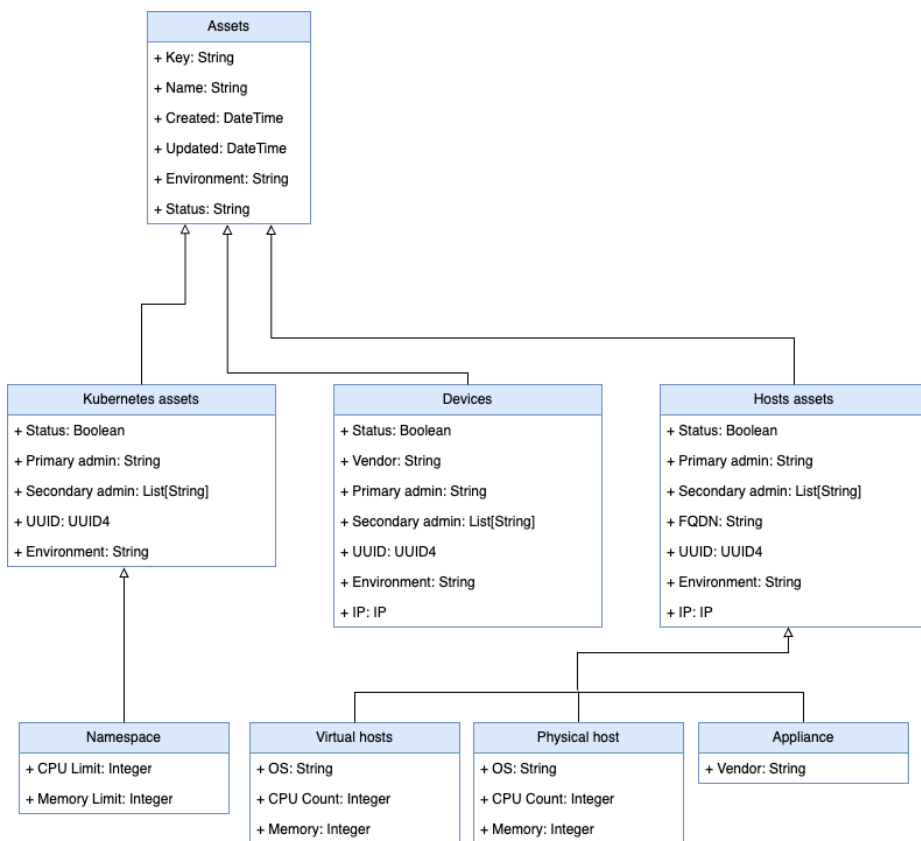 Assets
+ Key: String
+ Name: String
+ Created: DateTime
+ Updated: DateTime
+ Environment: String
+ Status: String
Kubernetes assets
+ Status: Boolean
+ Primary admin: String
+ Secondary admin: List[String]
+ UUID: UUID4
+ Environment: String
Devices
+ Status: Boolean
+ Vendor: String
+ Primary admin: String
+ Secondary admin: List[String]
+ UUID: UUID4
+ Environment: String
+ IP: IP
Hosts assets
+ Status: Boolean
+ Primary admin: String
+ Secondary admin: List[String]
+ FQDN: String
+ UUID: UUID4
+ Environment: String
+ IP: IP
Namespace
+ CPU Limit: Integer
+ Memory Limit: Integer
Virtual hosts
+ OS: String
+ CPU Count: Integer
+ Memory: Integer
Physical host
+ OS: String
+ CPU Count: Integer
+ Memory: Integer
Appliance
+ Vendor: String